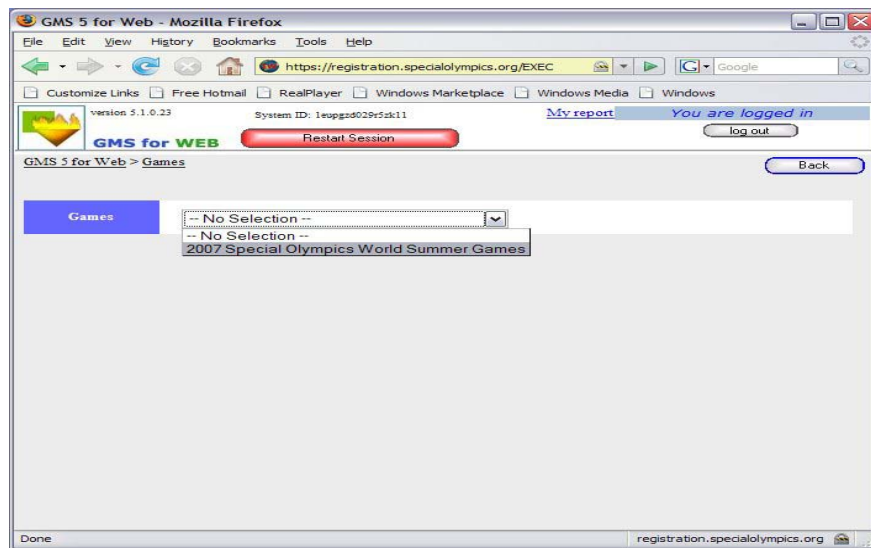 GMS 5 for Web - Mozilla Firefox
File Edit View History Bookmarks Tools Help
https://registration.specialolympics.org/EXEC Google
Customize Links Free Hotmail RealPlayer Windows Marketplace Windows Media Windows
version 5.1.0.23 System ID: 1eupgzd029r5zk11 My report You are logged in
GMS for WEB Restart Session log out
GMS 5 for Web > Games Back
Games -- No Selection --
-- No Selection --
2007 Special Olympics World Summer Games
Done registration.specialolympics.org